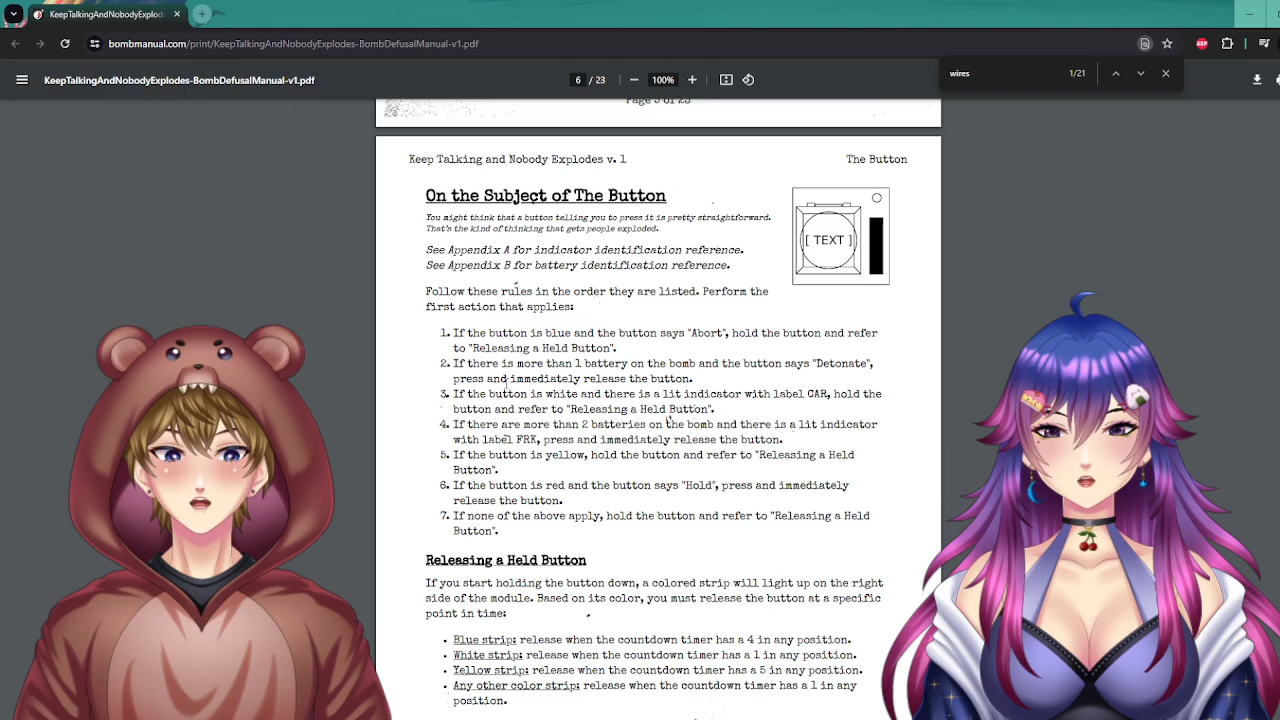 KeepTalkingAndNobodyExplode
bombmanual.com/print/KeepTalkingAndNobodyExplodes-BombDefusalManual-v1.pdf
ABP
KeepTalkingAndNobodyExplodes-BombDefusalManual-v1.pdf
6 / 23
100%
wires
1/21
Page 5 of 23
Keep Talking and Nobody Explodes v. 1
The Button
On the Subject of The Button
You might think that a button telling you to press it is pretty straightforward.
That's the kind of thinking that gets people exploded.
[ TEXT ]
See Appendix A for indicator identification reference.
See Appendix B for battery identification reference.
Follow these rules in the order they are listed. Perform the
first action that applies:
1. If the button is blue and the button says "Abort", hold the button and refer
to "Releasing a Held Button".
2. If there is more than 1 battery on the bomb and the button says "Detonate",
press and immediately release the button.
3. If the button is white and there is a lit indicator with label CAR, hold the
button and refer to "Releasing a Held Button".
4. If there are more than 2 batteries on the bomb and there is a lit indicator
with label FRK, press and immediately release the button.
5. If the button is yellow, hold the button and refer to "Releasing a Held
Button".
6. If the button is red and the button says "Hold", press and immediately
release the button.
7. If none of the above apply, hold the button and refer to "Releasing a Held
Button".
Releasing a Held Button
If you start holding the button down, a colored strip will light up on the right
side of the module. Based on its color, you must release the button at a specific
point in time:
• Blue strip: release when the countdown timer has a 4 in any position.
• White strip: release when the countdown timer has a 1 in any position.
• Yellow strip: release when the countdown timer has a 5 in any position.
• Any other color strip: release when the countdown timer has a 1 in any
position.